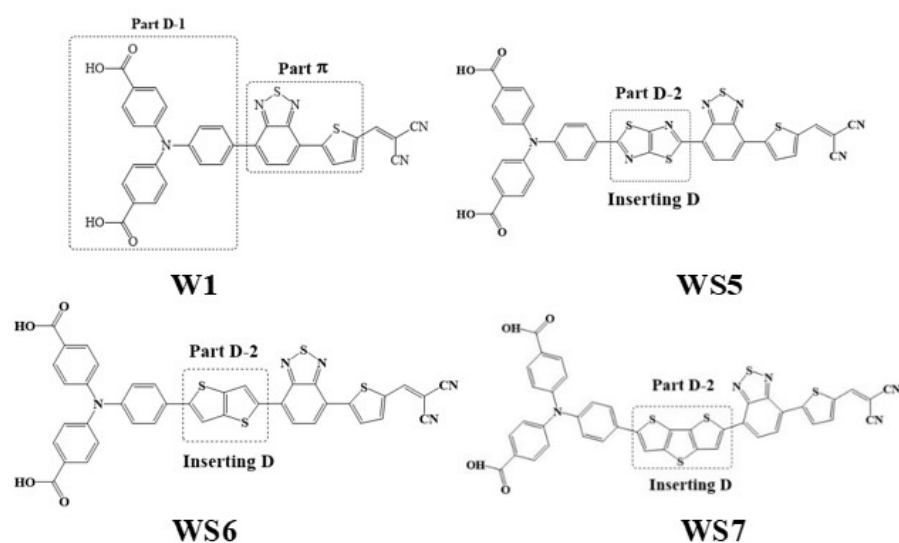 Part D-1
O
HO
Part π
S
N
N
S
CN
CN
N
HO
O
W1
O
HO
Part D-2
S
N
N
S
N
S
N
S
CN
CN
N
Inserting D
HO
O
WS5
O
HO
Part D-2
S
N
N
S
S
S
CN
CN
N
Inserting D
HO
O
WS6
O
OH
Part D-2
S
N
N
S
S
S
S
CN
CN
N
Inserting D
OH
O
WS7